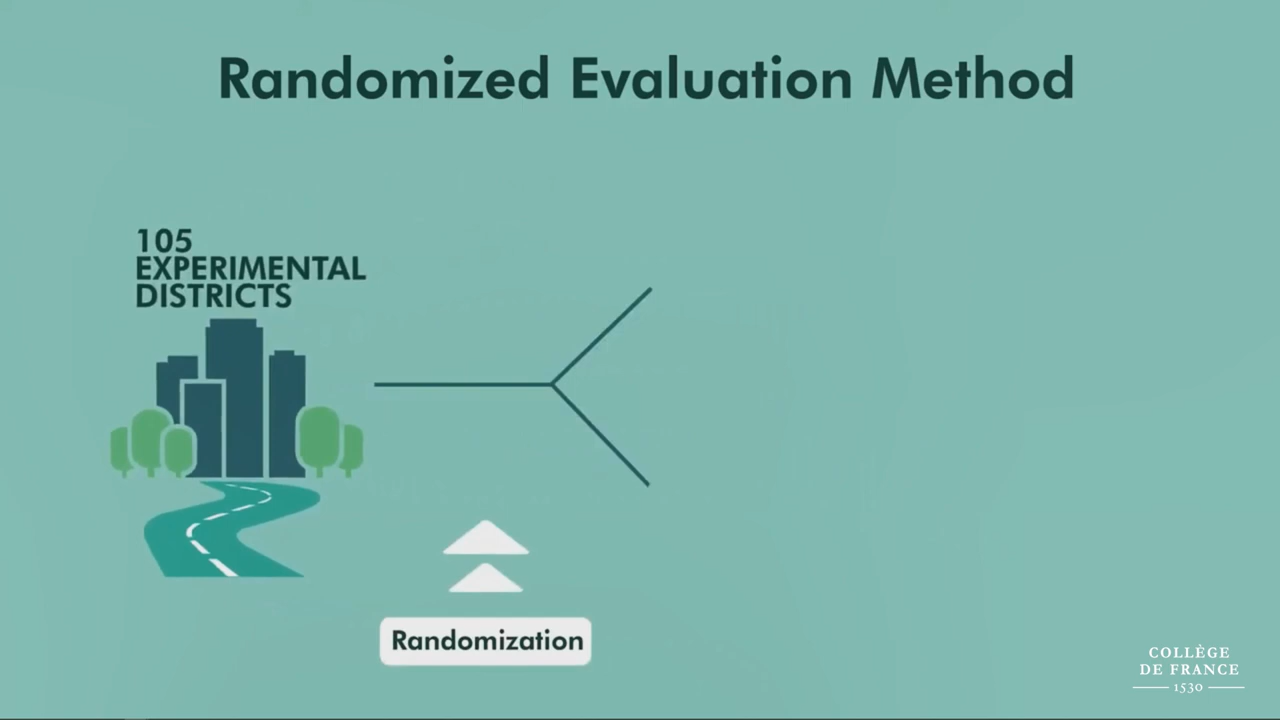 Randomized Evaluation Method
105
EXPERIMENTAL
DISTRICTS
Randomization
COLLÈGE
DE FRANCE
1530